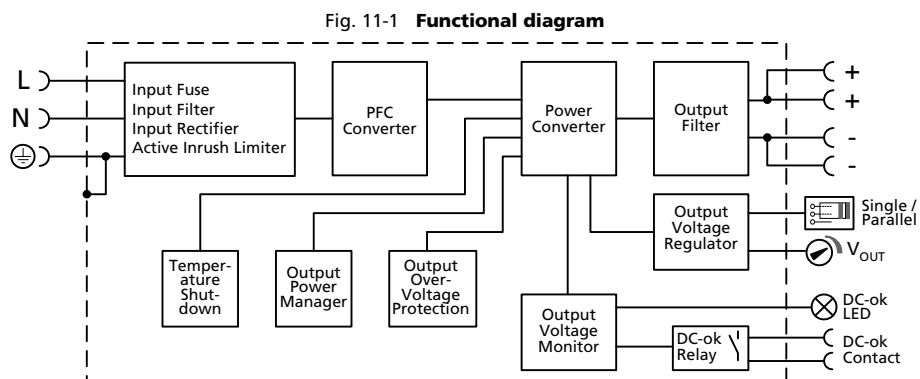 Fig. 11-1 Functional diagram
L
N
Input Fuse
Input Filter
Input Rectifier
Active Inrush Limiter
PFC
Converter
Power
Converter
Output
Filter
+
+
-
-
Output
Voltage
Regulator
Single /
Parallel
VOUT
Temper-
ature
Shut-
down
Output
Power
Manager
Output
Over-
Voltage
Protection
Output
Voltage
Monitor
DC-ok
LED
DC-ok
Relay
DC-ok
Contact